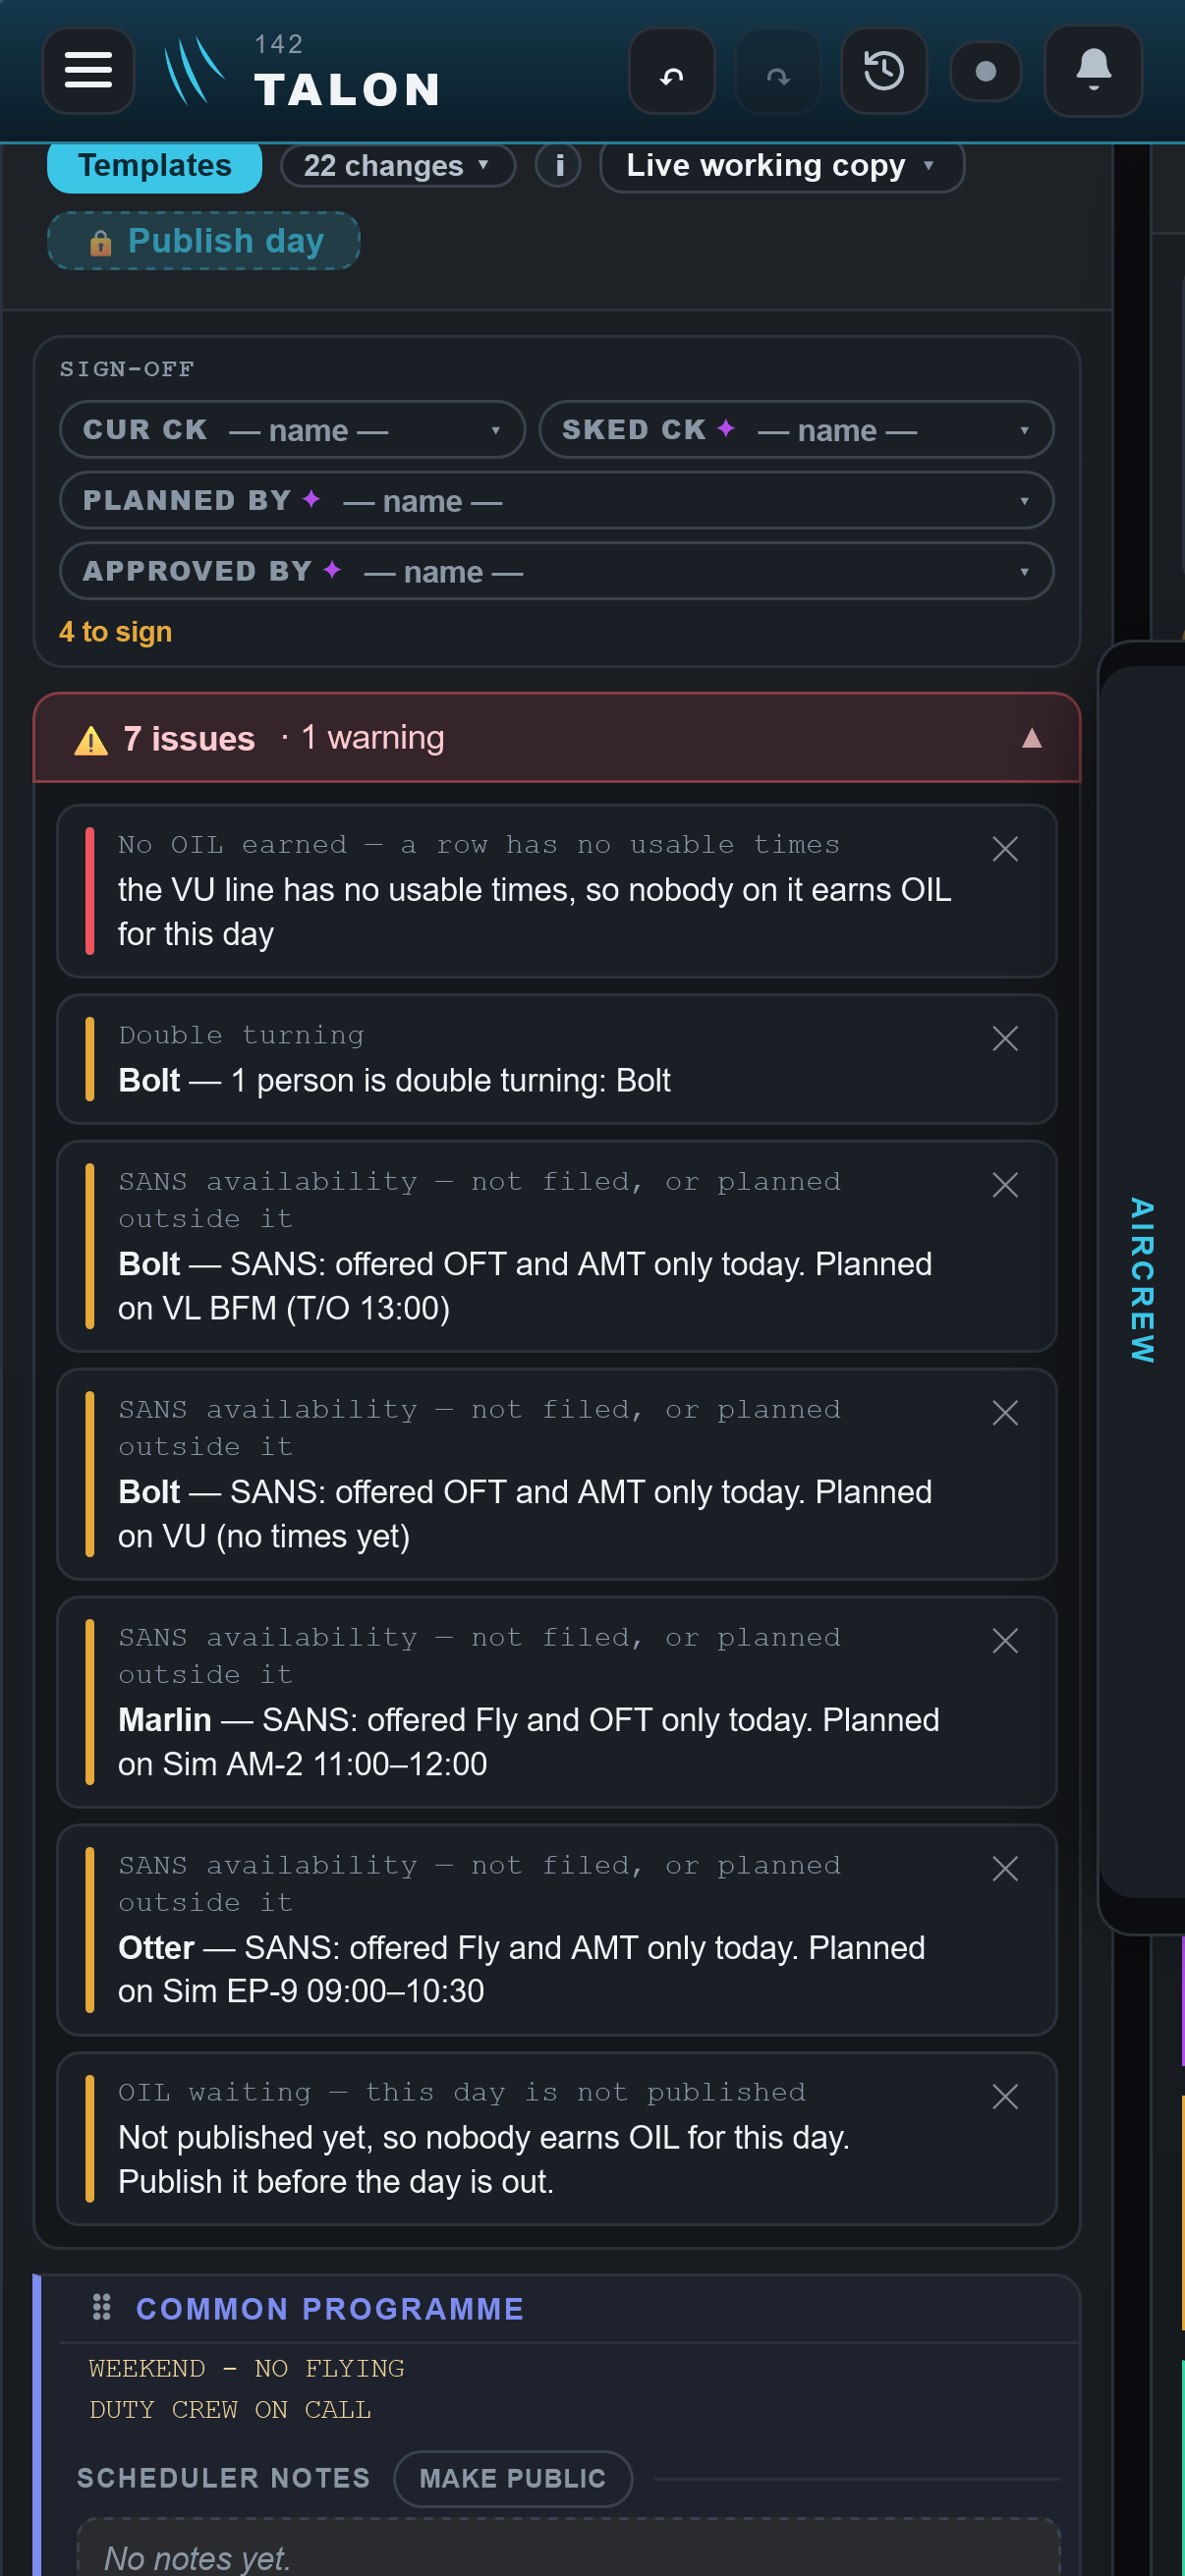 142
TALON
Templates 22 changes ▾ i Live working copy ▾
🔒 Publish day
SIGN-OFF
CUR CK — name — ▾ SKED CK ✦ — name — ▾
PLANNED BY ✦ — name — ▾
APPROVED BY ✦ — name — ▾
4 to sign
⚠️ 7 issues · 1 warning ▲
No OIL earned — a row has no usable times
the VU line has no usable times, so nobody on it earns OIL
for this day
Double turning
Bolt — 1 person is double turning: Bolt
SANS availability — not filed, or planned
outside it
Bolt — SANS: offered OFT and AMT only today. Planned
on VL BFM (T/O 13:00)
SANS availability — not filed, or planned
outside it
Bolt — SANS: offered OFT and AMT only today. Planned
on VU (no times yet)
SANS availability — not filed, or planned
outside it
Marlin — SANS: offered Fly and OFT only today. Planned
on Sim AM-2 11:00–12:00
SANS availability — not filed, or planned
outside it
Otter — SANS: offered Fly and AMT only today. Planned
on Sim EP-9 09:00–10:30
OIL waiting — this day is not published
Not published yet, so nobody earns OIL for this day.
Publish it before the day is out.
AIRCREW
COMMON PROGRAMME
WEEKEND – NO FLYING
DUTY CREW ON CALL
SCHEDULER NOTES MAKE PUBLIC
No notes yet.